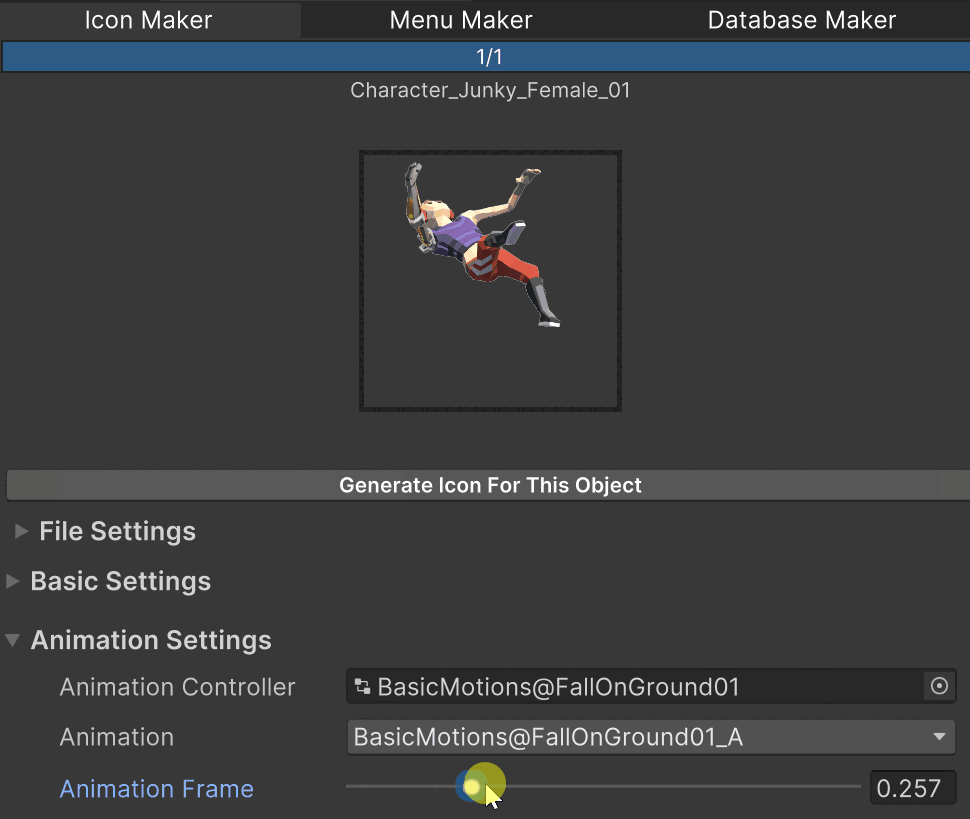 Icon Maker Menu Maker Database Maker
1/1
Character_Junky_Female_01
Generate Icon For This Object
File Settings
Basic Settings
Animation Settings
Animation Controller BasicMotions@FallOnGround01
Animation BasicMotions@FallOnGround01_A
Animation Frame 0.257